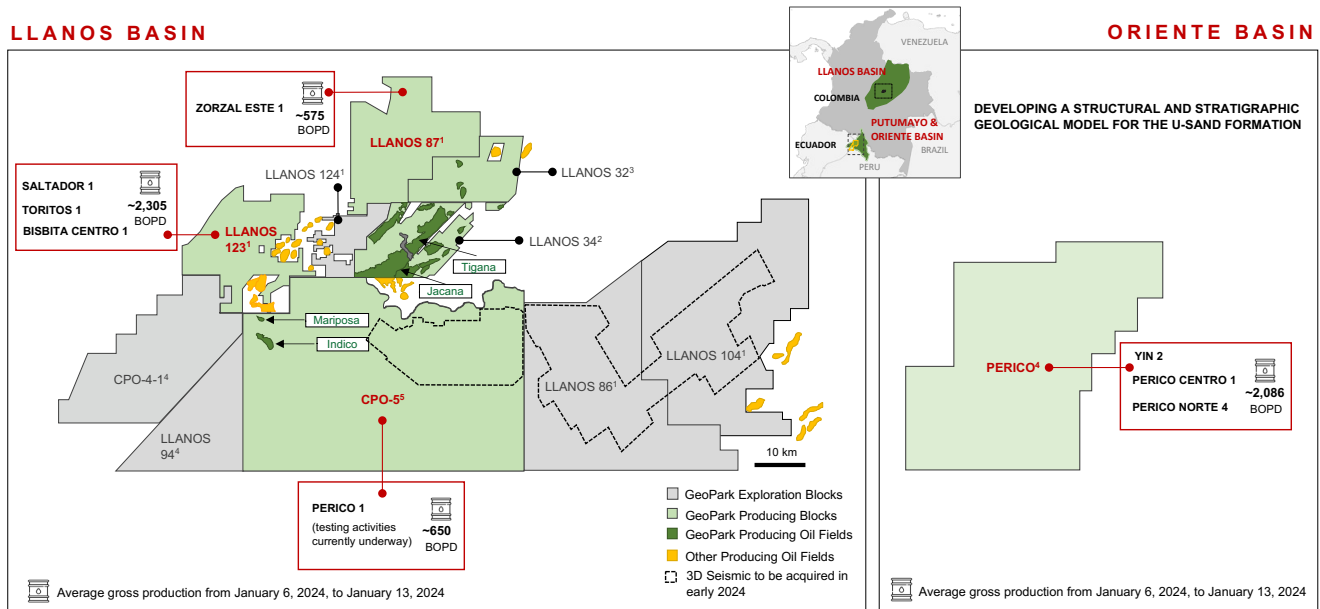 LLANOS BASIN
ORIENTE BASIN
VENEZUELA
LLANOS BASIN
COLOMBIA
PUTUMAYO &
ORIENTE BASIN
ECUADOR
BRAZIL
PERU
ZORZAL ESTE 1
~575
BOPD
LLANOS 87¹
LLANOS 124¹
LLANOS 32³
SALTADOR 1
TORITOS 1
BISBITA CENTRO 1
~2,305
BOPD
LLANOS
123¹
LLANOS 34²
Tigana
Jacana
Mariposa
Indico
CPO-4-1⁴
LLANOS
94⁴
CPO-5⁵
LLANOS 86¹
LLANOS 104¹
10 km
PERICO 1
(testing activities
currently underway)
~650
BOPD
GeoPark Exploration Blocks
GeoPark Producing Blocks
GeoPark Producing Oil Fields
Other Producing Oil Fields
3D Seismic to be acquired in
early 2024
Average gross production from January 6, 2024, to January 13, 2024
DEVELOPING A STRUCTURAL AND STRATIGRAPHIC
GEOLOGICAL MODEL FOR THE U-SAND FORMATION
PERICO⁴
YIN 2
PERICO CENTRO 1
PERICO NORTE 4
~2,086
BOPD
Average gross production from January 6, 2024, to January 13, 2024